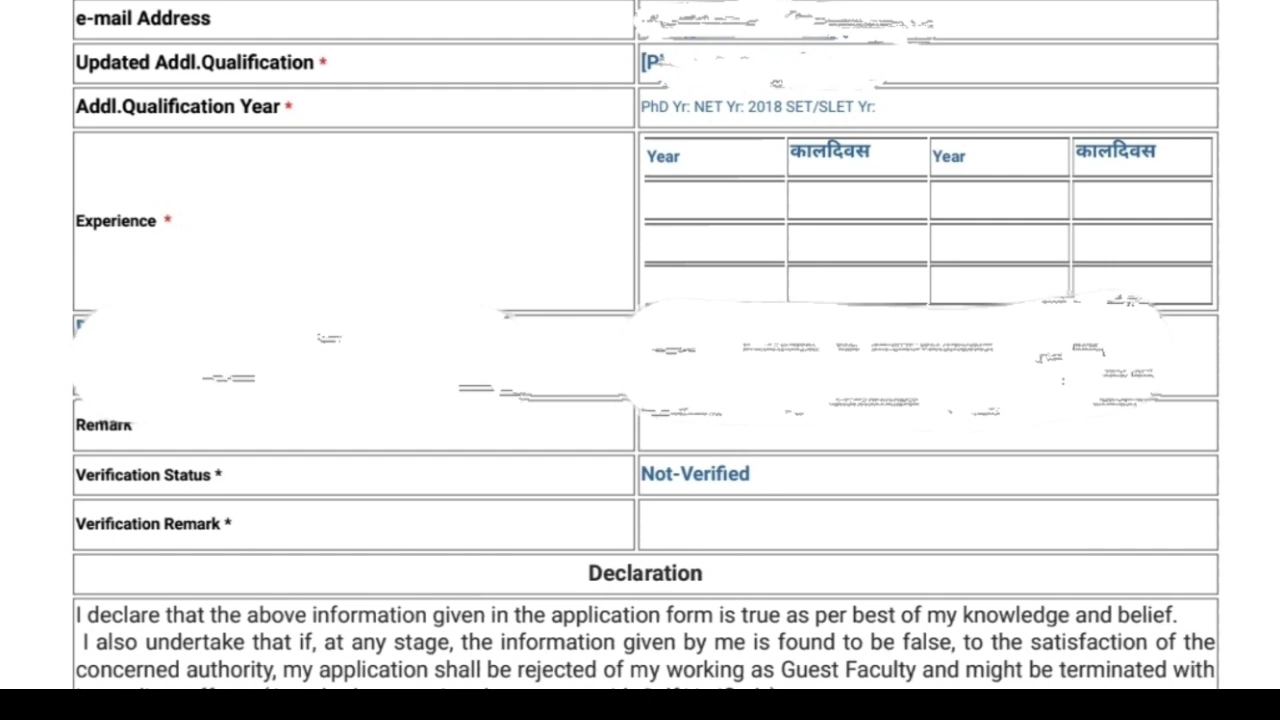 e-mail Address
Updated Addl.Qualification *
Addl.Qualification Year * PhD Yr: NET Yr: 2018 SET/SLET Yr:
Year कालदिवस Year कालदिवस
Experience *
Remark
Verification Status * Not-Verified
Verification Remark *
Declaration
I declare that the above information given in the application form is true as per best of my knowledge and belief.
I also undertake that if, at any stage, the information given by me is found to be false, to the satisfaction of the
concerned authority, my application shall be rejected of my working as Guest Faculty and might be terminated with